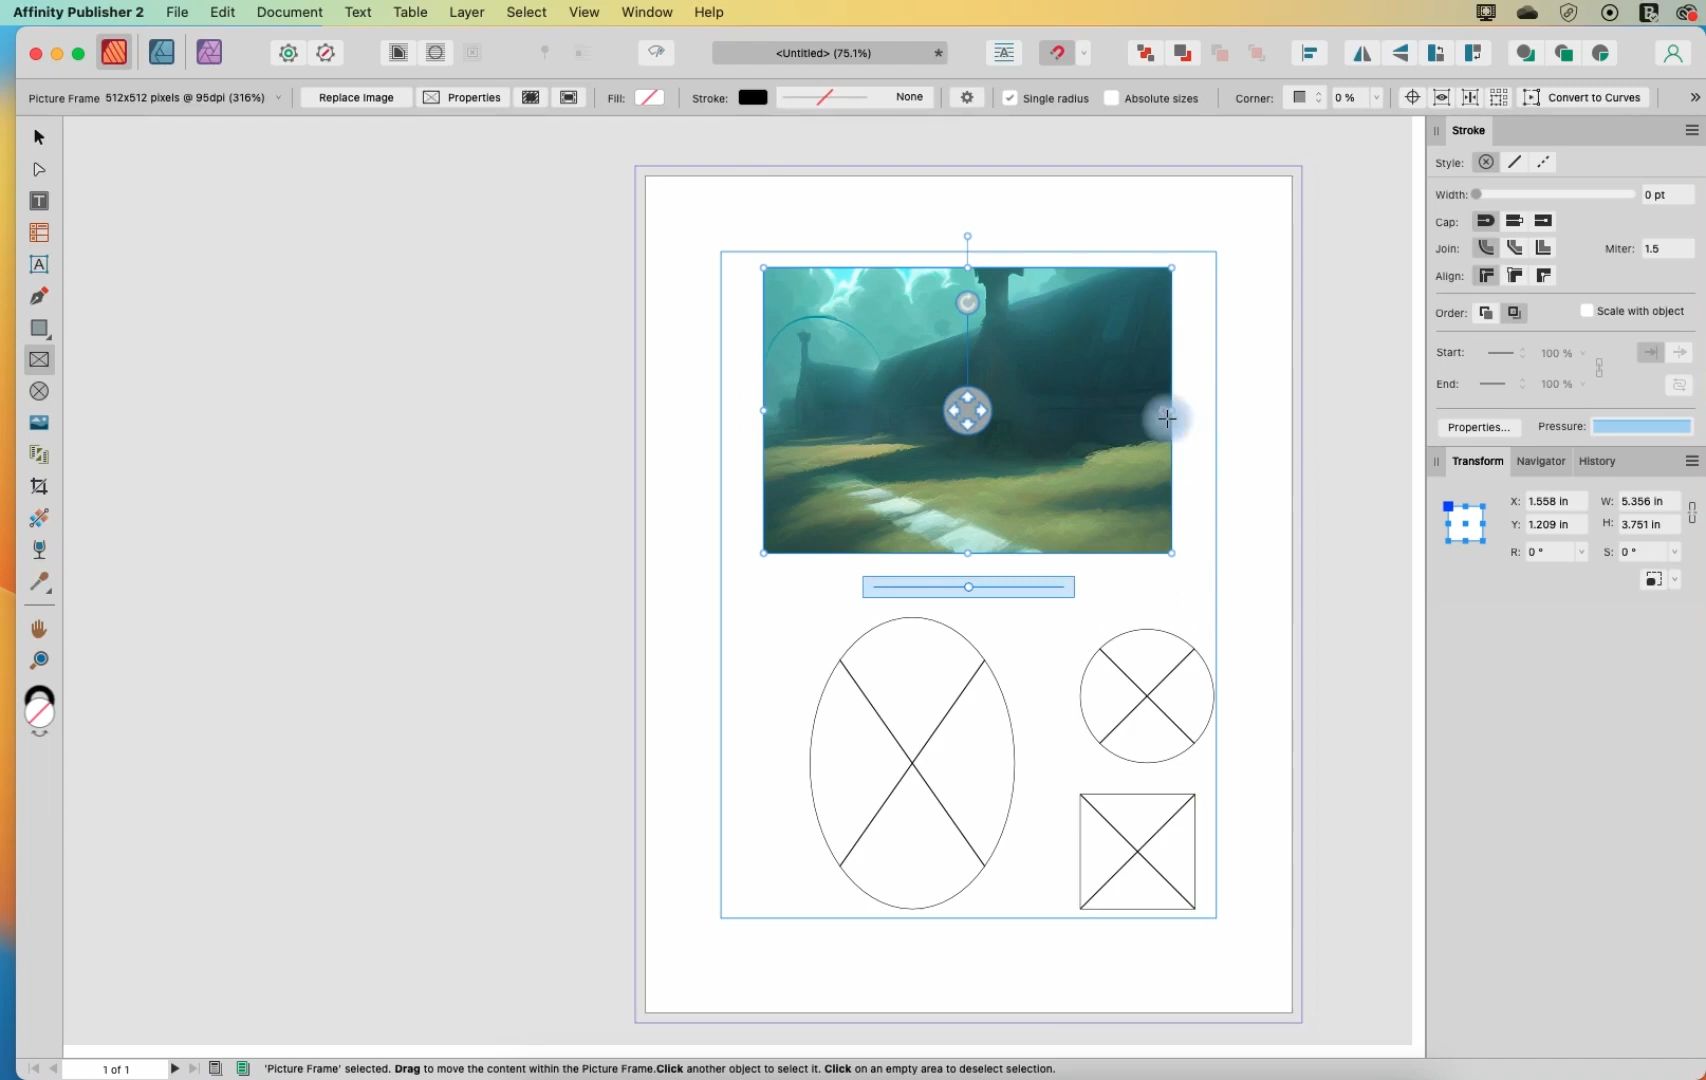 Affinity Publisher 2 File Edit Document Text Table Layer Select View Window Help
<Untitled> (75.1%) *
Picture Frame 512x512 pixels @ 95dpi (316%) Replace Image Properties Fill: Stroke: None Single radius Absolute sizes Corner: 0 % Convert to Curves
Stroke
Style:
Width: 0 pt
Cap:
Join: Miter: 1.5
Align:
Order: Scale with object
Start: 100 %
End: 100 %
Properties... Pressure:
Transform Navigator History
X: 1.558 in W: 5.356 in
Y: 1.209 in H: 3.751 in
R: 0 ° S: 0 °
1 of 1 'Picture Frame' selected. Drag to move the content within the Picture Frame.Click another object to select it. Click on an empty area to deselect selection.